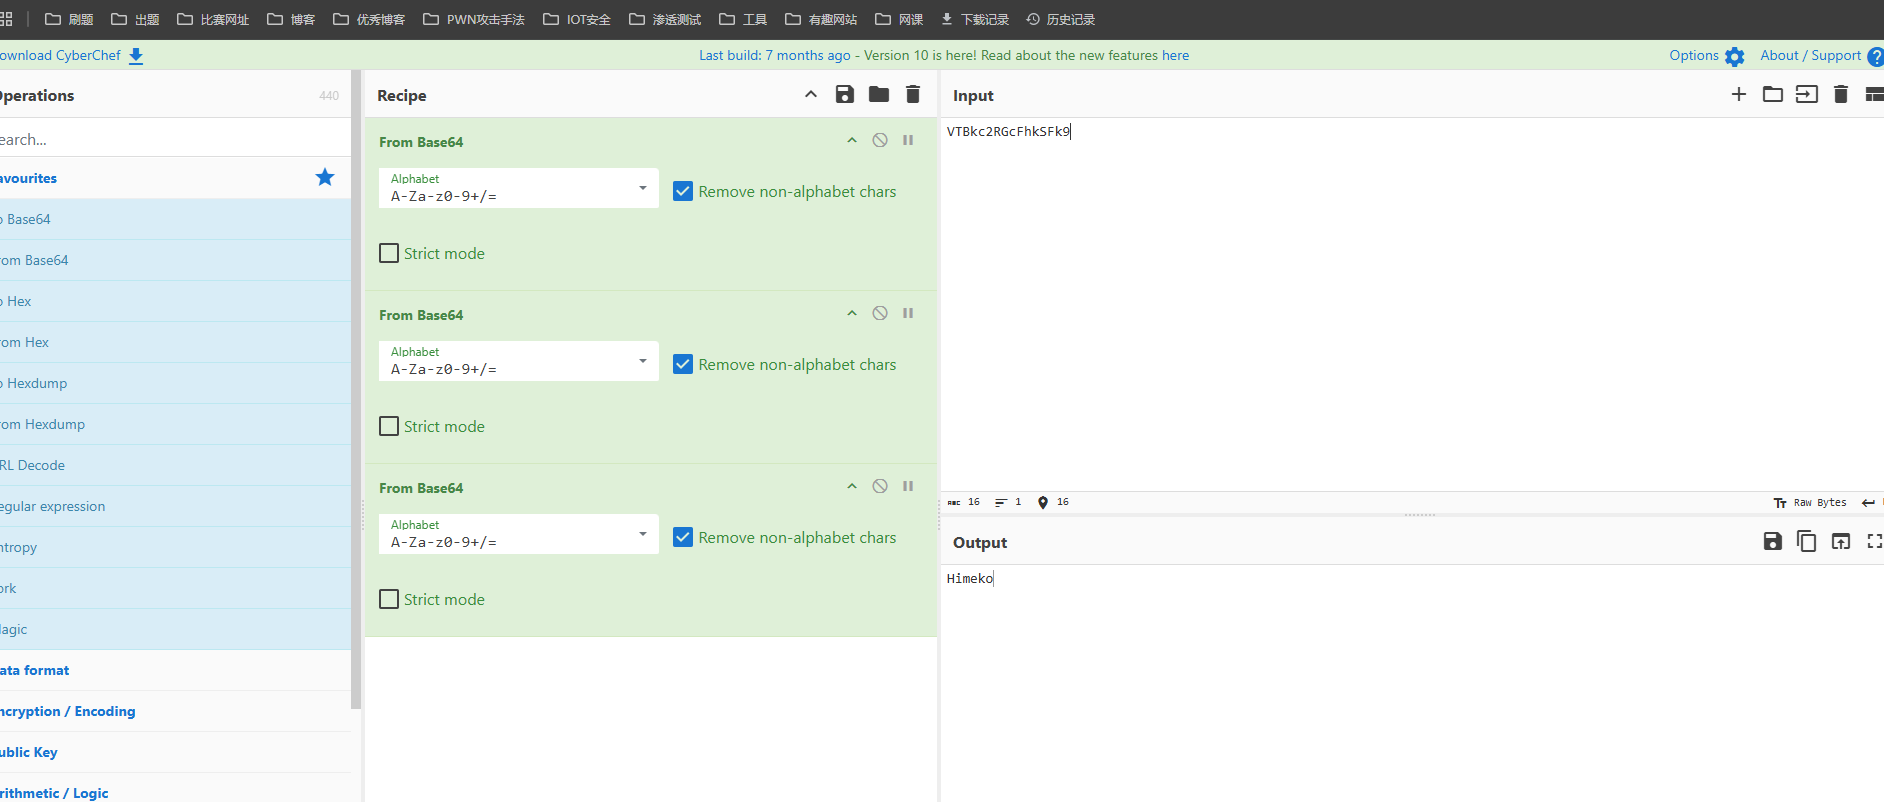 刷题 出题 比赛网址 博客 优秀博客 PWN攻击手法 IOT安全 渗透测试 工具 有趣网站 网课 下载记录 历史记录
ownload CyberChef Last build: 7 months ago - Version 10 is here! Read about the new features here Options About / Support
Operations 440
earch...
avourites
o Base64
rom Base64
o Hex
rom Hex
o Hexdump
rom Hexdump
RL Decode
egular expression
ntropy
ork
agic
ata format
ncryption / Encoding
ublic Key
rithmetic / Logic
Recipe
From Base64
Alphabet
A-Za-z0-9+/=
Remove non-alphabet chars
Strict mode
From Base64
Alphabet
A-Za-z0-9+/=
Remove non-alphabet chars
Strict mode
From Base64
Alphabet
A-Za-z0-9+/=
Remove non-alphabet chars
Strict mode
Input
VTBkc2RGcFhkSFk9
ABC 16 1 16 Tт Raw Bytes
Output
Himeko